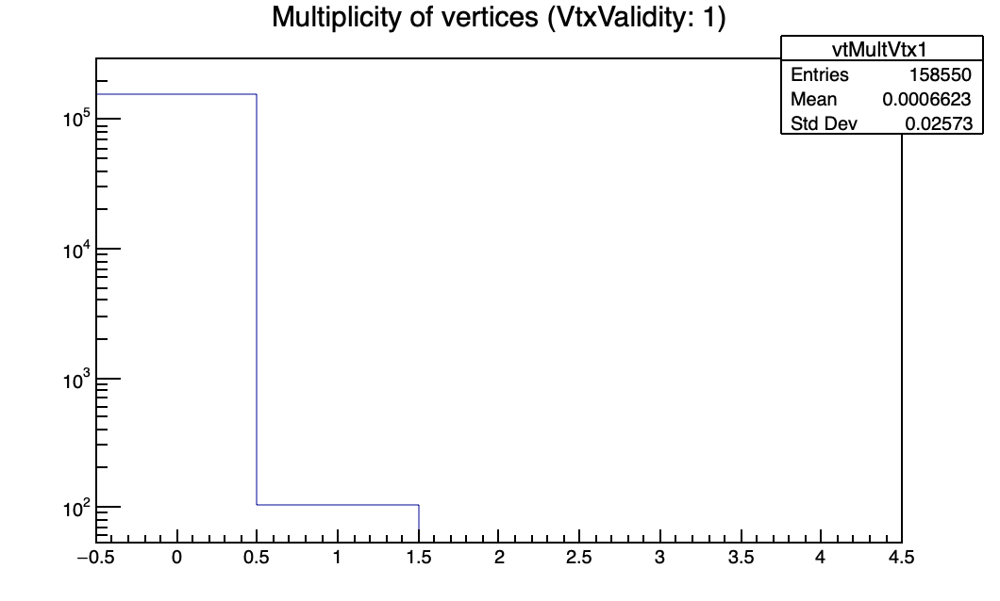 Multiplicity of vertices (VtxValidity: 1)
vtMultVtx1
Entries 158550
Mean 0.0006623
Std Dev 0.02573
10^5
10^4
10^3
10^2
−0.5 0 0.5 1 1.5 2 2.5 3 3.5 4 4.5